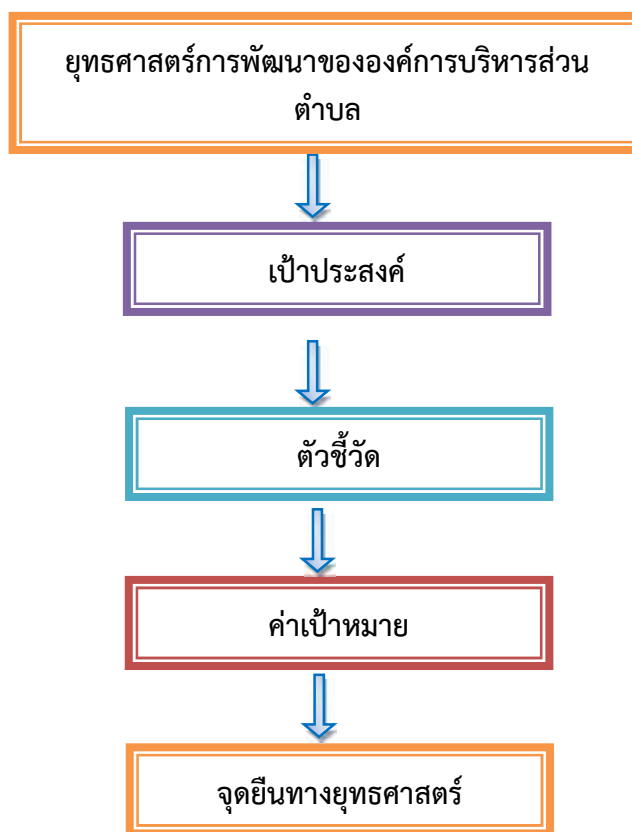 ยุทธศาสตร์การพัฒนาขององค์การบริหารส่วน
ตำบล
เป้าประสงค์
ตัวชี้วัด
ค่าเป้าหมาย
จุดยืนทางยุทธศาสตร์